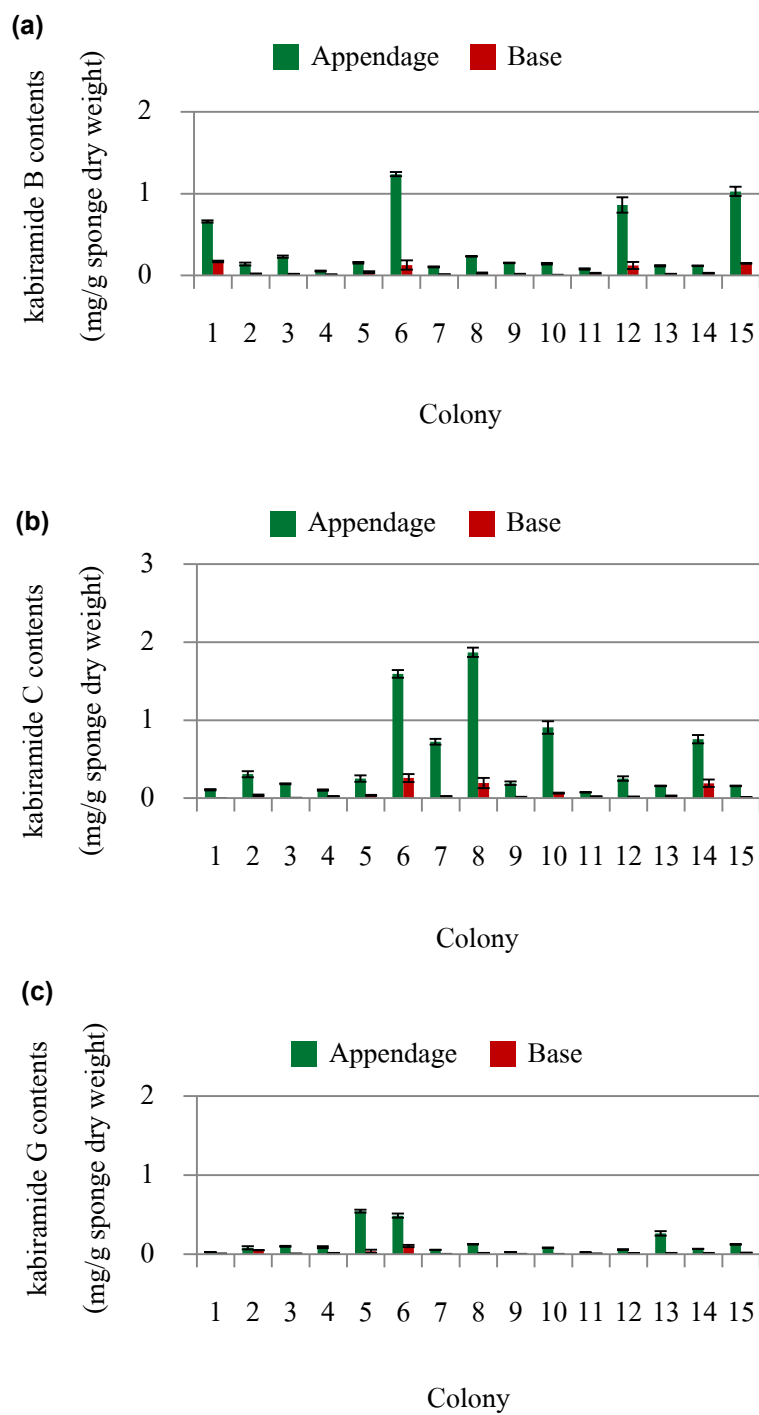 (a)
Appendage Base
kabiramide B contents
(mg/g sponge dry weight)
2
1
0
1 2 3 4 5 6 7 8 9 10 11 12 13 14 15
Colony
(b)
Appendage Base
kabiramide C contents
(mg/g sponge dry weight)
3
2
1
0
1 2 3 4 5 6 7 8 9 10 11 12 13 14 15
Colony
(c)
Appendage Base
kabiramide G contents
(mg/g sponge dry weight)
2
1
0
1 2 3 4 5 6 7 8 9 10 11 12 13 14 15
Colony